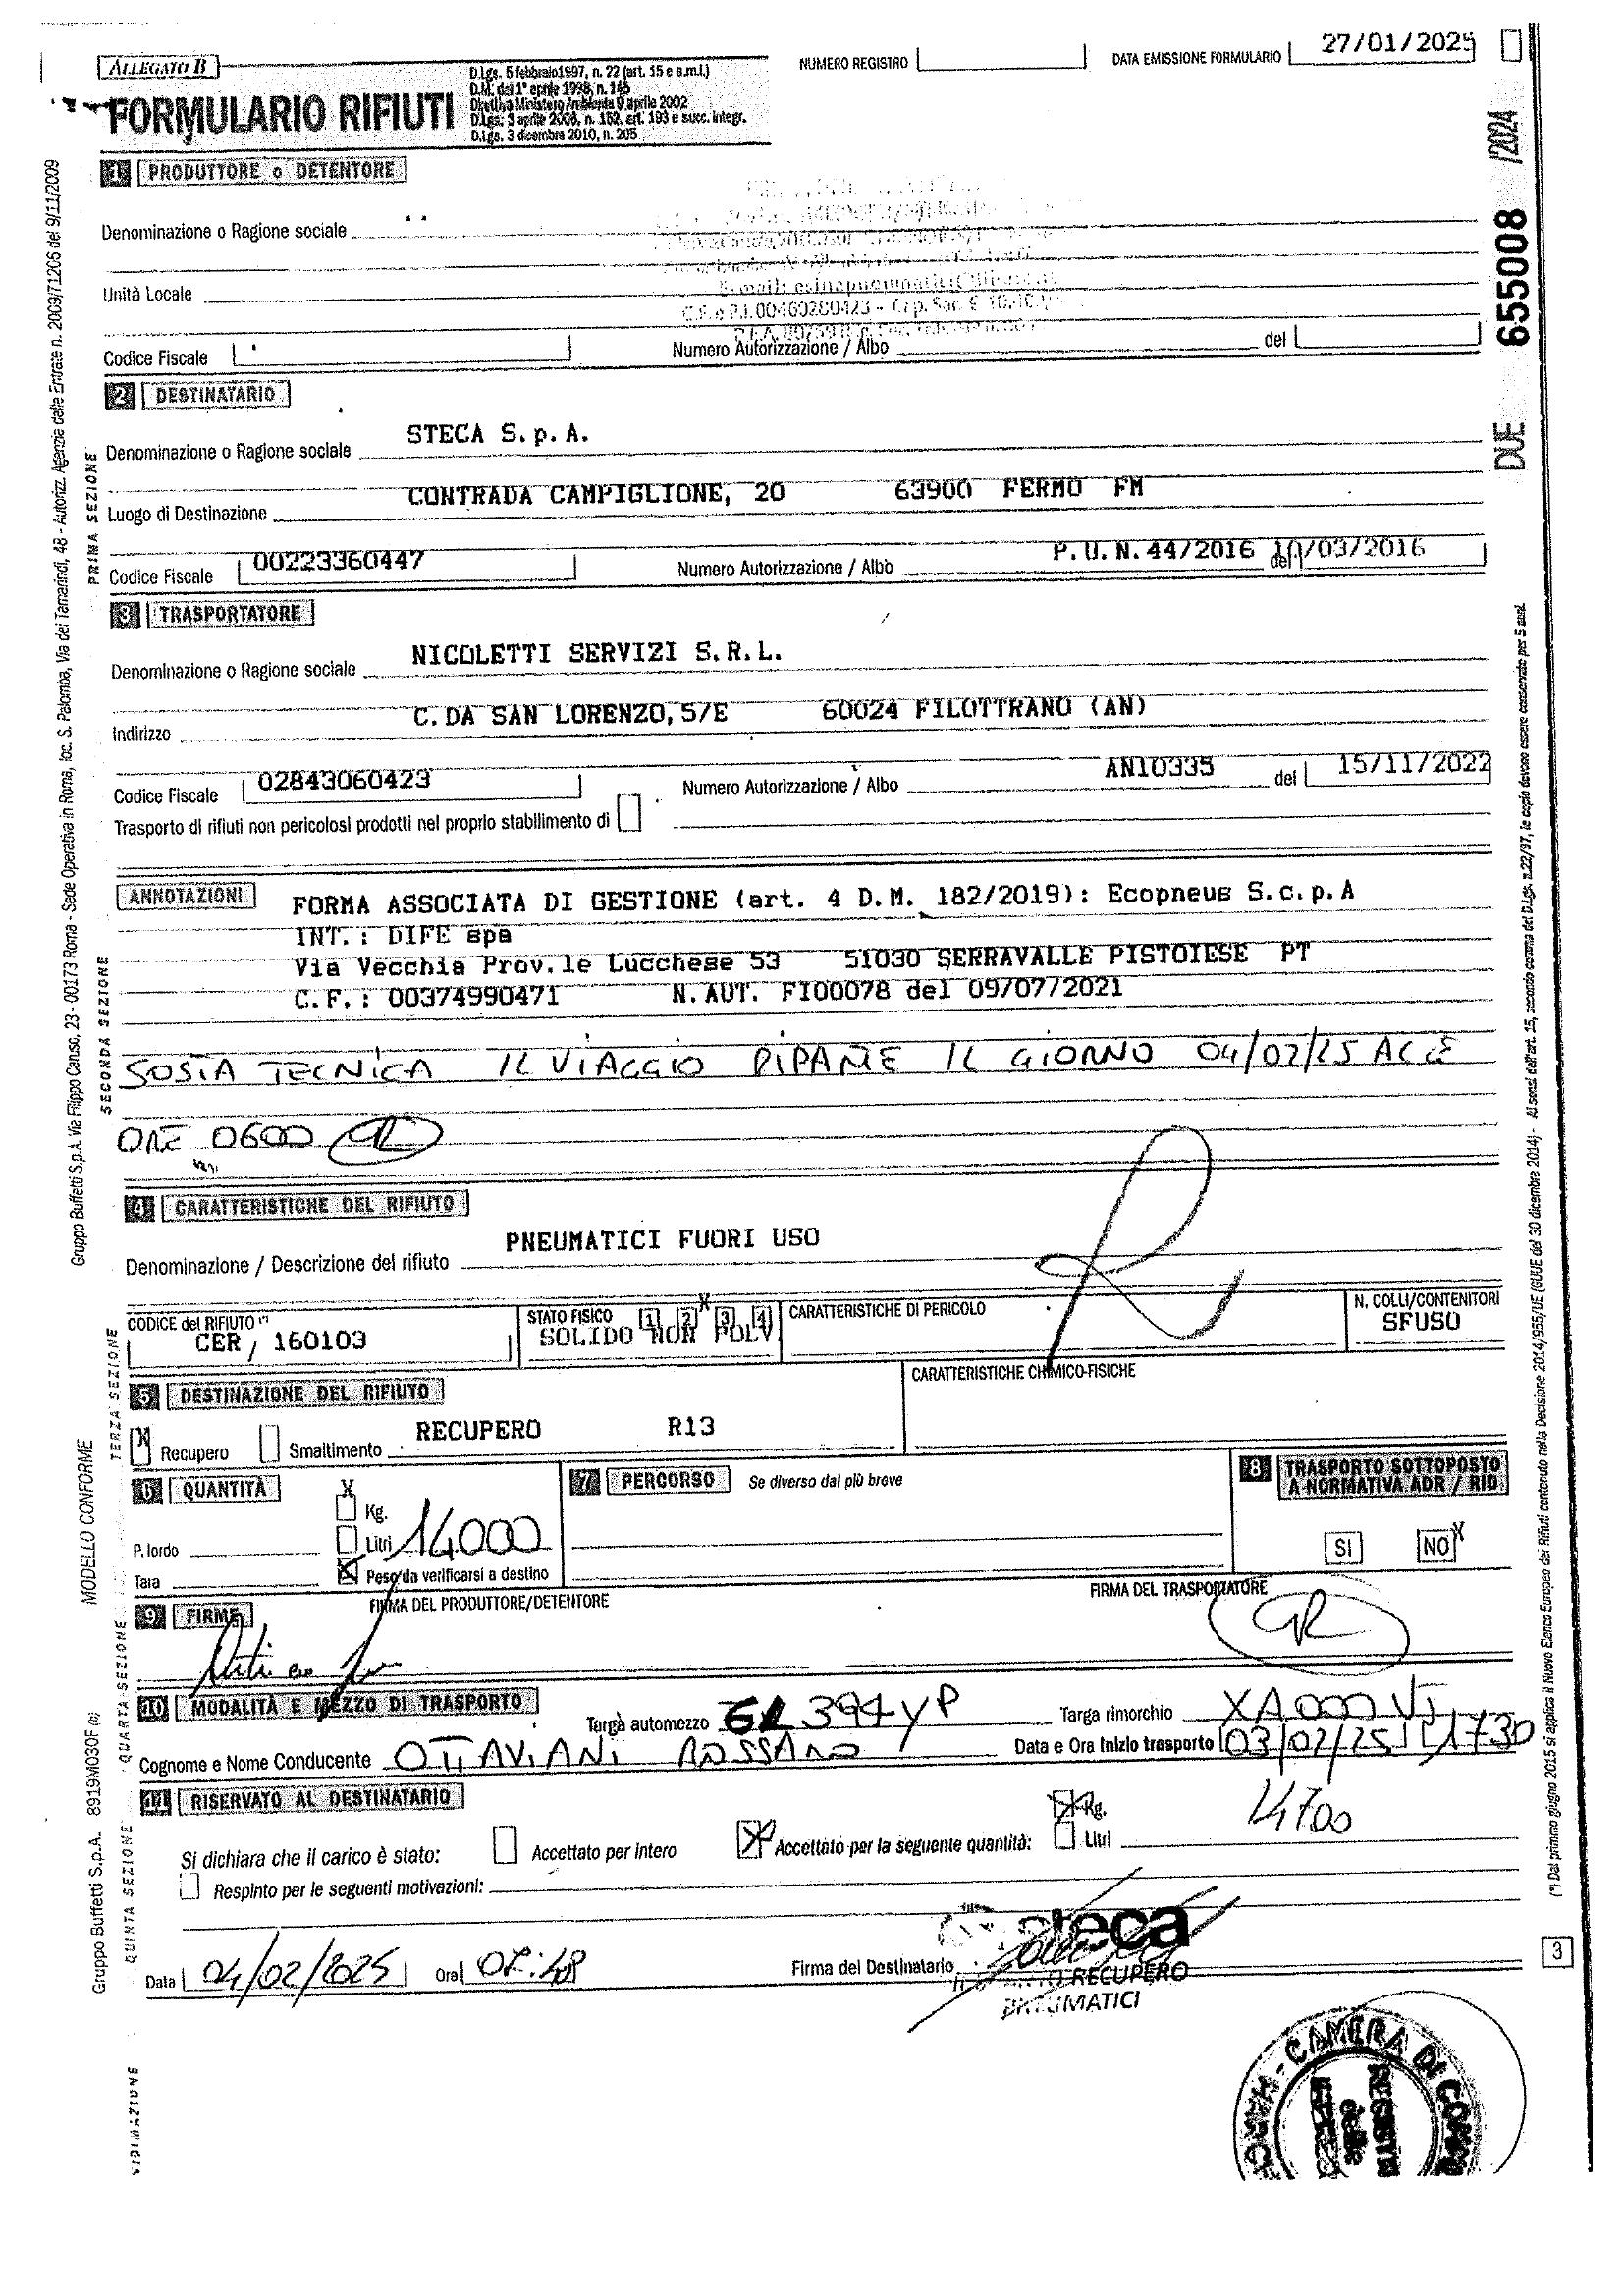 ALLEGATO B
FORMULARIO RIFIUTI
D.Lgs. 5 febbraio 1997, n. 22 (art. 15 e s.m.i.)
D.M. del 1° aprile 1998, n. 145
Direttiva Ministero Ambiente 9 aprile 2002
D.Lgs. 3 aprile 2006, n. 152, art. 193 e succ. integr.
D.Lgs. 3 dicembre 2010, n. 205
NUMERO REGISTRO
DATA EMISSIONE FORMULARIO 27/01/2025
DUE 655008 /2024
1 PRODUTTORE o DETENTORE
Denominazione o Ragione sociale
Unità Locale
C.F. e P.I. 00460280423 - Cap. Soc. €
Codice Fiscale
Numero Autorizzazione / Albo
del
2 DESTINATARIO
STECA S.p.A.
Denominazione o Ragione sociale
CONTRADA CAMPIGLIONE, 20 63900 FERMO FM
Luogo di Destinazione
Codice Fiscale 00223360447
Numero Autorizzazione / Albo P.U.N.44/2016 del 10/03/2016
3 TRASPORTATORE
NICOLETTI SERVIZI S.R.L.
Denominazione o Ragione sociale
C.DA SAN LORENZO,5/E 60024 FILOTTRANO (AN)
Indirizzo
Codice Fiscale 02843060423
Numero Autorizzazione / Albo AN10335 del 15/11/2022
Trasporto di rifiuti non pericolosi prodotti nel proprio stabilimento di
ANNOTAZIONI
FORMA ASSOCIATA DI GESTIONE (art. 4 D.M. 182/2019): Ecopneus S.c.p.A
INT.: DIFE spa
Via Vecchia Prov.le Lucchese 53 51030 SERRAVALLE PISTOIESE PT
C.F.: 00374990471 N.AUT. FI00078 del 09/07/2021
SOSTA TECNICA IL VIAGGIO RIPARTE IL GIORNO 04/02/25 ALLE
ORE 0600
4 CARATTERISTICHE DEL RIFIUTO
PNEUMATICI FUORI USO
Denominazione / Descrizione del rifiuto
CODICE del RIFIUTO (*)
CER, 160103
STATO FISICO 1 2 X 3 4
SOLIDO NON POLV
CARATTERISTICHE DI PERICOLO
N. COLLI/CONTENITORI
SFUSO
5 DESTINAZIONE DEL RIFIUTO
CARATTERISTICHE CHIMICO-FISICHE
X Recupero Smaltimento RECUPERO R13
6 QUANTITÀ
X Kg.
Litri 14000
P. lordo
Tara
X Peso da verificarsi a destino
7 PERCORSO Se diverso dal più breve
8 TRASPORTO SOTTOPOSTO A NORMATIVA ADR / RID
SI NO X
9 FIRME
FIRMA DEL PRODUTTORE/DETENTORE
FIRMA DEL TRASPORTATORE
10 MODALITÀ E MEZZO DI TRASPORTO
Targa automezzo 394YP
Targa rimorchio XA000VJ
Cognome e Nome Conducente OTTAVIANI ROSSANO
Data e Ora inizio trasporto 03/02/25 1730
11 RISERVATO AL DESTINATARIO
Si dichiara che il carico è stato:
Accettato per intero
X Accettato per la seguente quantità:
X Kg. 14700
Litri
Respinto per le seguenti motivazioni:
Data 04/02/2025 Ora 07:48
Firma del Destinatario
steca
RECUPERO
PNEUMATICI
CAMERA DI COMM
REGISTRO
delle
IMPRESE
3
Gruppo Buffetti S.p.A. Via Filippo Caruso, 23 - 00173 Roma - Sede Operativa in Roma, loc. S. Palomba, Via dei Tamarindi, 48 - Autorizz. Agenzia delle Entrate n. 2009/71206 del 9/11/2009
PRIMA SEZIONE
SECONDA SEZIONE
TERZA SEZIONE
QUARTA SEZIONE
QUINTA SEZIONE
VIDIMAZIONE
Gruppo Buffetti S.p.A. 8919M030F (c) MODELLO CONFORME
(*) Dal primo giugno 2015 si applica il Nuovo Elenco Europeo dei Rifiuti contenuto nella Decisione 2014/955/UE (GUUE del 30 dicembre 2014) - Ai sensi dell'art. 15, secondo comma del D.Lgs. n.22/97, le copie devono essere conservate per 5 anni.